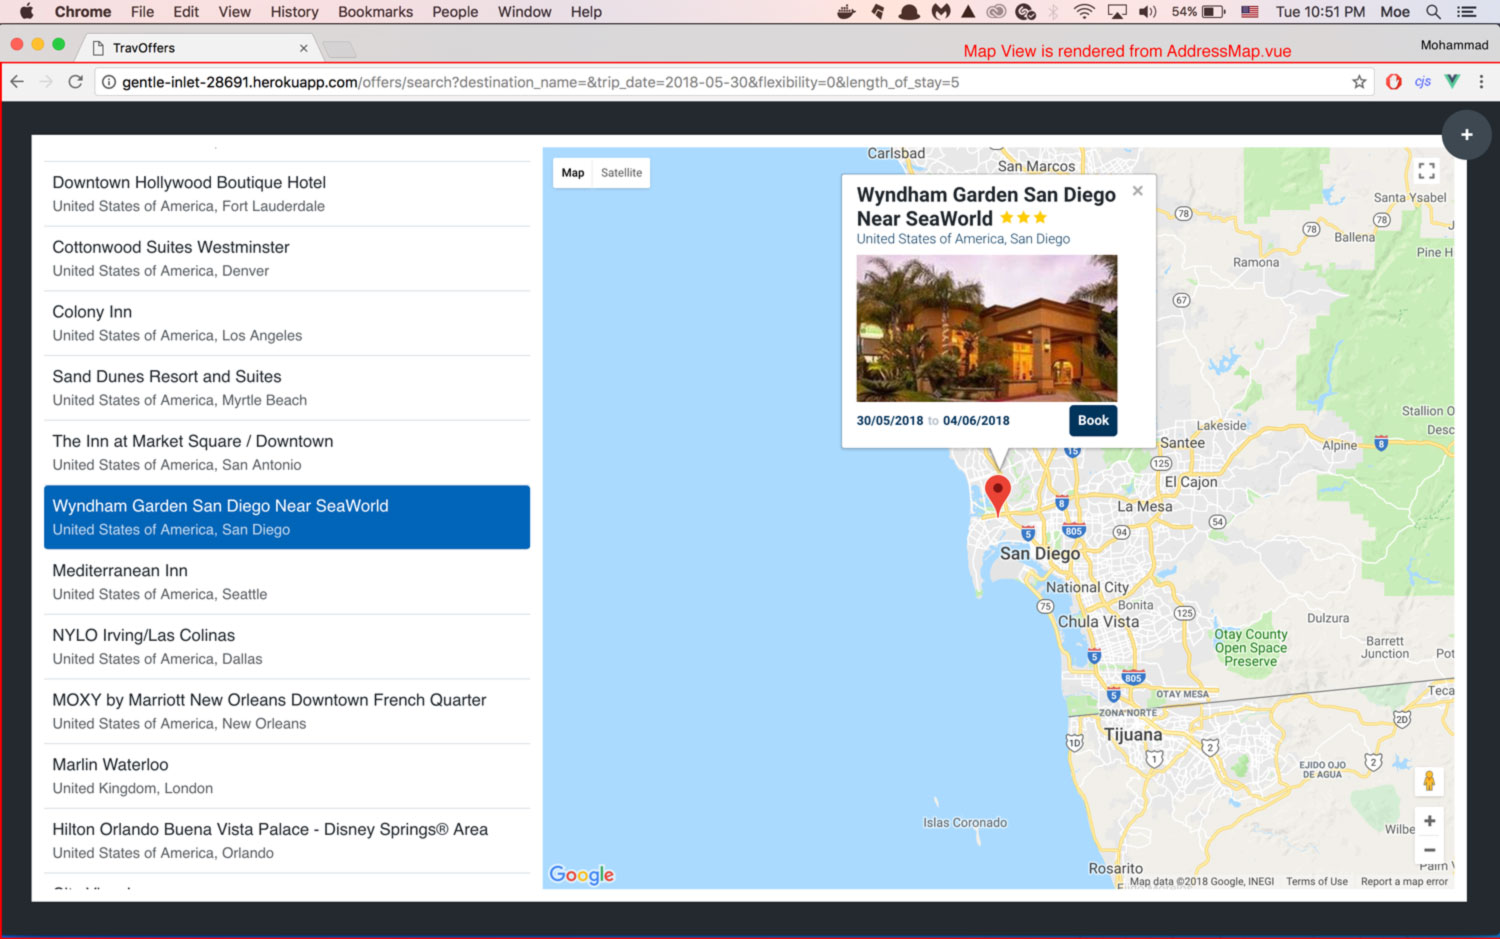 Chrome File Edit View History Bookmarks People Window Help 54% Tue 10:51 PM Moe
TravOffers
Map View is rendered from AddressMap.vue
Mohammad
gentle-inlet-28691.herokuapp.com/offers/search?destination_name=&trip_date=2018-05-30&flexibility=0&length_of_stay=5
cjs
+
Downtown Hollywood Boutique Hotel
United States of America, Fort Lauderdale
Cottonwood Suites Westminster
United States of America, Denver
Colony Inn
United States of America, Los Angeles
Sand Dunes Resort and Suites
United States of America, Myrtle Beach
The Inn at Market Square / Downtown
United States of America, San Antonio
Wyndham Garden San Diego Near SeaWorld
United States of America, San Diego
Mediterranean Inn
United States of America, Seattle
NYLO Irving/Las Colinas
United States of America, Dallas
MOXY by Marriott New Orleans Downtown French Quarter
United States of America, New Orleans
Marlin Waterloo
United Kingdom, London
Hilton Orlando Buena Vista Palace - Disney Springs® Area
United States of America, Orlando
Map Satellite
Wyndham Garden San Diego
Near SeaWorld
United States of America, San Diego
30/05/2018 to 04/06/2018
Book
Carlsbad
San Marcos
Santa Ysabel
78
78
78
Ballena
Pine H
Ramona
67
Stallion O
Desc
Lakeside
Alpine
8
Santee
15
125
El Cajon
8
La Mesa
54
5
805
94
San Diego
National City
75
Bonita
125
Chula Vista
Dulzura
Otay County
Open Space
Preserve
Barrett
Junction
Pot
5
805
5
OTAY MESA
Teca
ZONA NORTE
2D
Tijuana
1D
2
1
2
EJIDO OJO
DE AGUA
Islas Coronado
Wilbe
Rosarito
Palm V
Google
Map data ©2018 Google, INEGI Terms of Use Report a map error